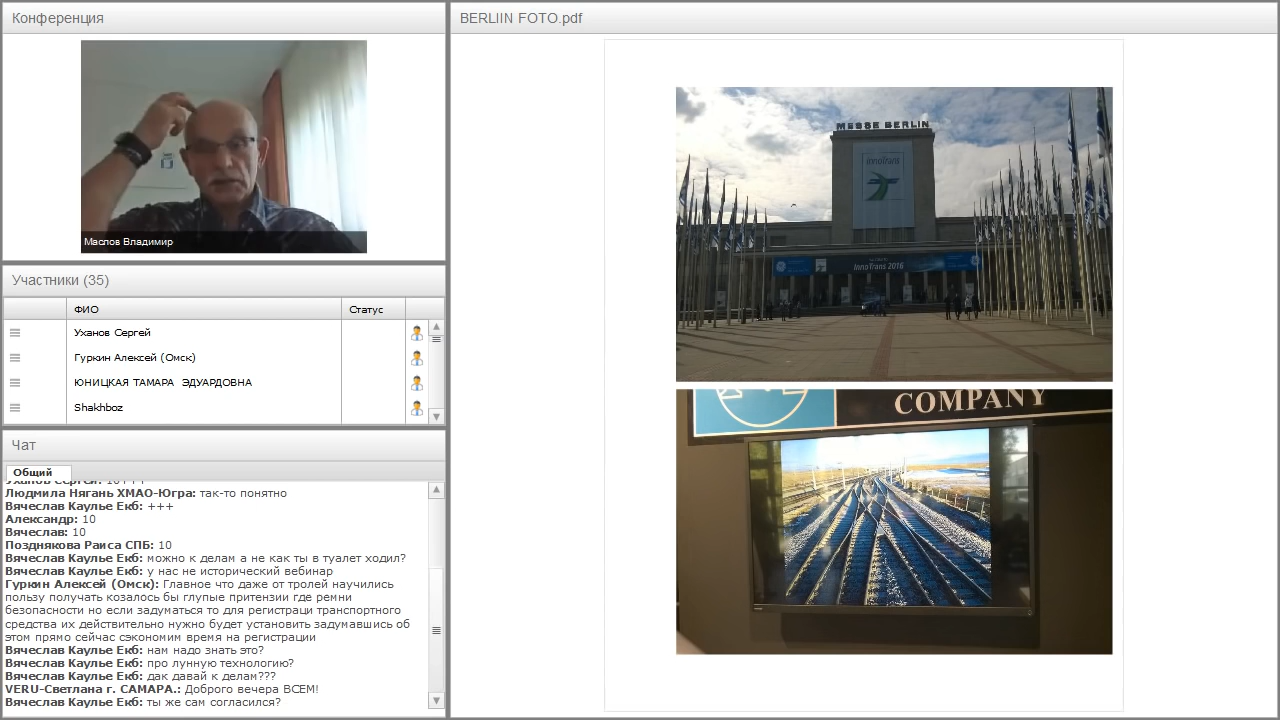 Конференция
Маслов Владимир
Участники (35)
ФИО
Статус
Уханов Сергей
Гуркин Алексей (Омск)
ЮНИЦКАЯ ТАМАРА ЭДУАРДОВНА
Shakhboz
Чат
Общий
Уханов Сергей: 10+++
Людмила Нягань ХМАО-Югра: так-то понятно
Вячеслав Каулье Екб: +++
Александр: 10
Вячеслав: 10
Позднякова Раиса СПБ: 10
Вячеслав Каулье Екб: можно к делам а не как ты в туалет ходил?
Вячеслав Каулье Екб: у нас не исторический вебинар
Гуркин Алексей (Омск): Главное что даже от тролей научились
пользу получать козалось бы глупые притензии где ремни
безопасности но если задуматься то для регистраци транспортного
средства их действительно нужно будет установить задумавшись об
этом прямо сейчас сэкономим время на регистрации
Вячеслав Каулье Екб: нам надо знать это?
Вячеслав Каулье Екб: про лунную технологию?
Вячеслав Каулье Екб: дак давай к делам???
VERU-Светлана г. САМАРА.: Доброго вечера ВСЕМ!
Вячеслав Каулье Екб: ты же сам согласился?
BERLIIN FOTO.pdf
MESSE BERLIN
InnoTrans
InnoTrans 2016
COMPANY